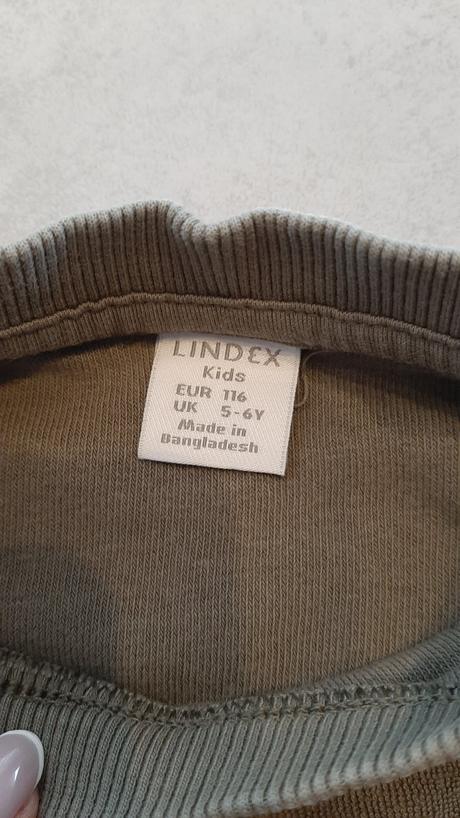 LINDEX
Kids
EUR 116
UK 5-6Y
Made in
Bangladesh